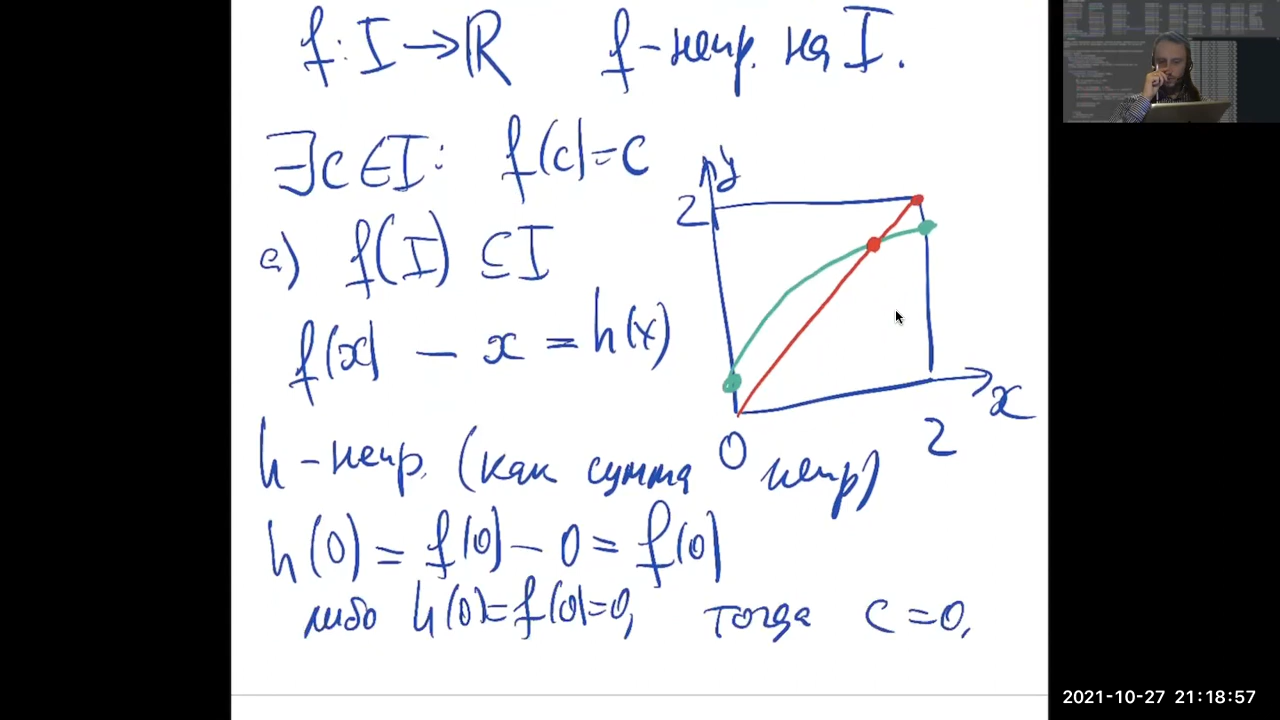 f: I → ℝ f – непр. на I.
∃c ∈ I: f(c) = c
a) f(I) ⊆ I
f(x) – x = h(x)
y
2
0
2
x
h – непр. (как сумма непр)
h(0) = f(0) – 0 = f(0)
либо h(0) = f(0) = 0, тогда c = 0,
2021-10-27 21:18:57